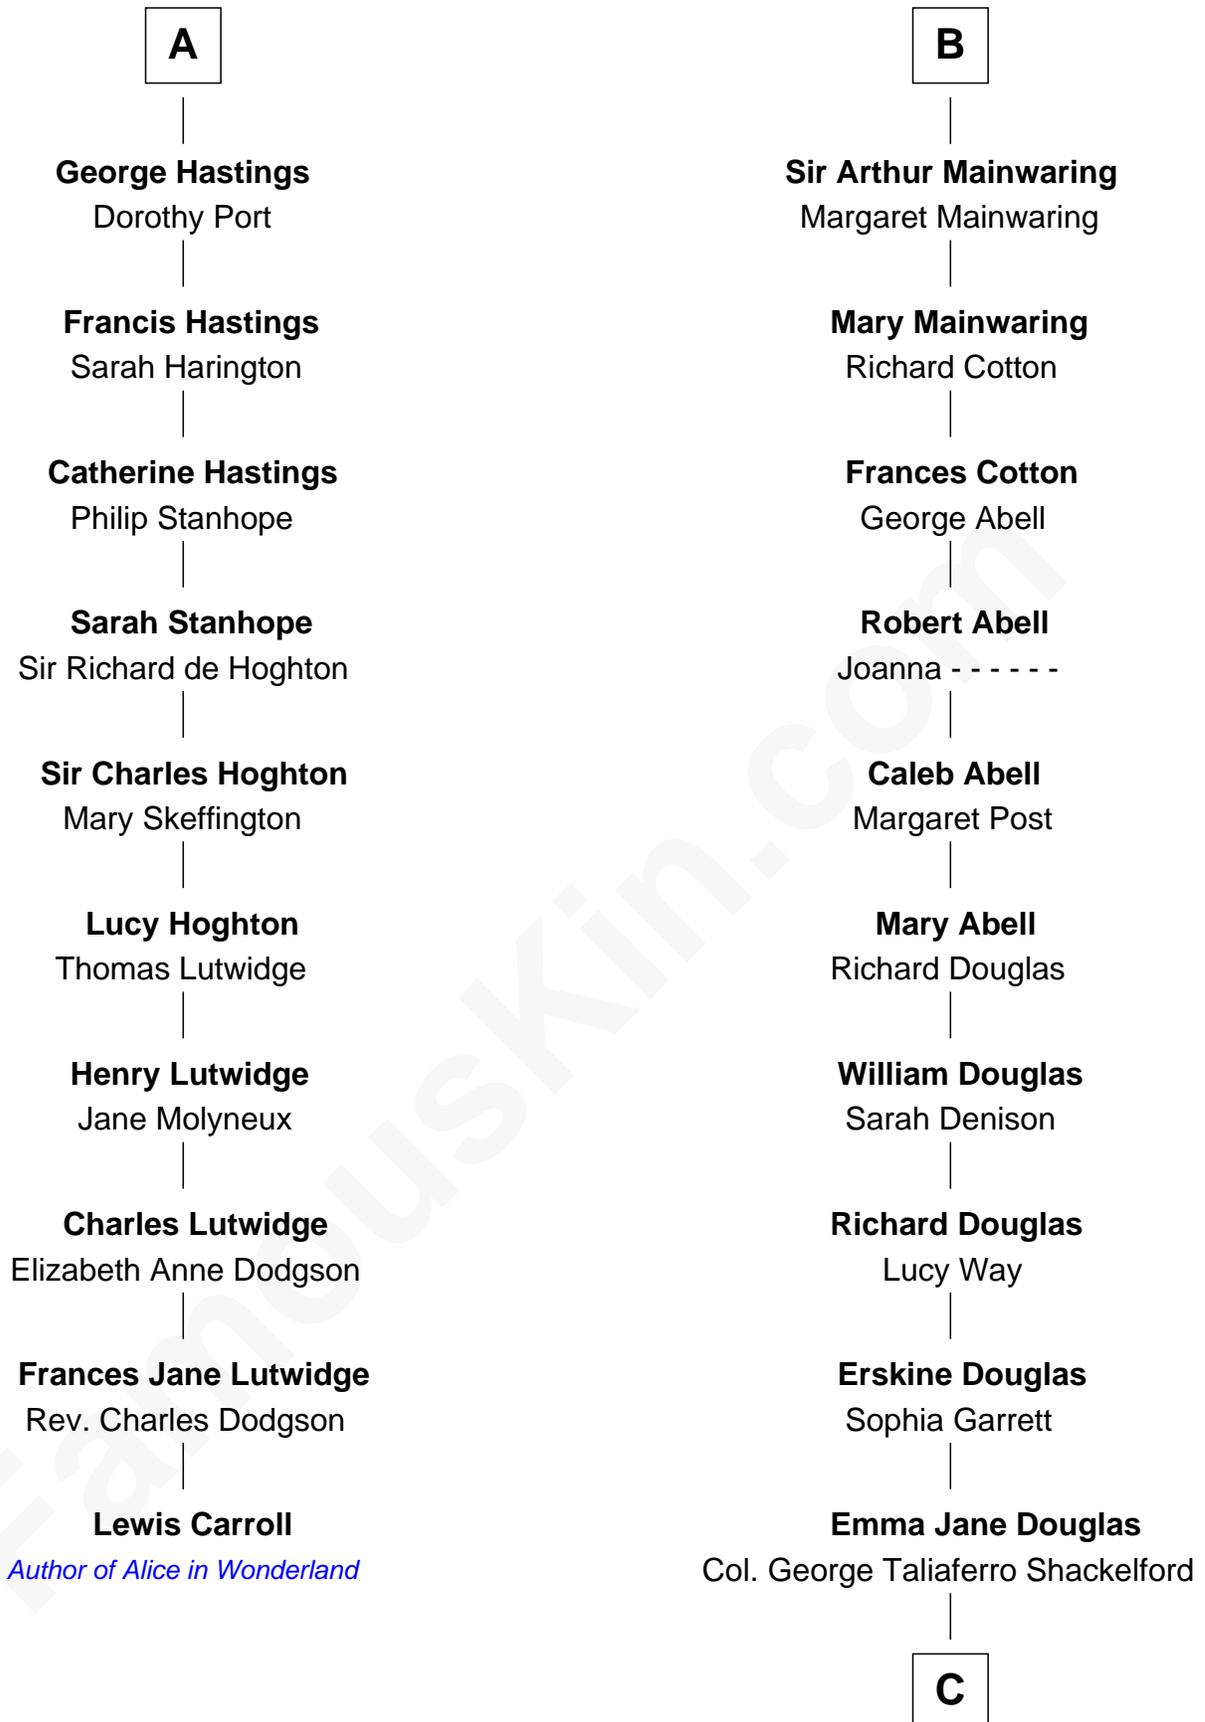 A
George Hastings
Dorothy Port
Francis Hastings
Sarah Harington
Catherine Hastings
Philip Stanhope
Sarah Stanhope
Sir Richard de Hoghton
Sir Charles Hoghton
Mary Skeffington
Lucy Hoghton
Thomas Lutwidge
Henry Lutwidge
Jane Molyneux
Charles Lutwidge
Elizabeth Anne Dodgson
Frances Jane Lutwidge
Rev. Charles Dodgson
Lewis Carroll
Author of Alice in Wonderland
B
Sir Arthur Mainwaring
Margaret Mainwaring
Mary Mainwaring
Richard Cotton
Frances Cotton
George Abell
Robert Abell
Joanna - - - - - -
Caleb Abell
Margaret Post
Mary Abell
Richard Douglas
William Douglas
Sarah Denison
Richard Douglas
Lucy Way
Erskine Douglas
Sophia Garrett
Emma Jane Douglas
Col. George Taliaferro Shackelford
C
FamousKin.com